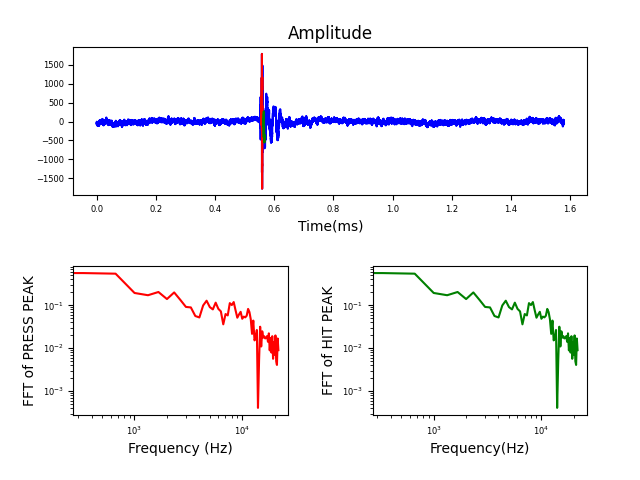 Amplitude
1500
1000
500
0
−500
−1000
−1500
0.0 0.2 0.4 0.6 0.8 1.0 1.2 1.4 1.6
Time(ms)
FFT of PRESS PEAK
10⁻¹
10⁻²
10⁻³
10³ 10⁴
Frequency (Hz)
FFT of HIT PEAK
10⁻¹
10⁻²
10⁻³
10³ 10⁴
Frequency(Hz)